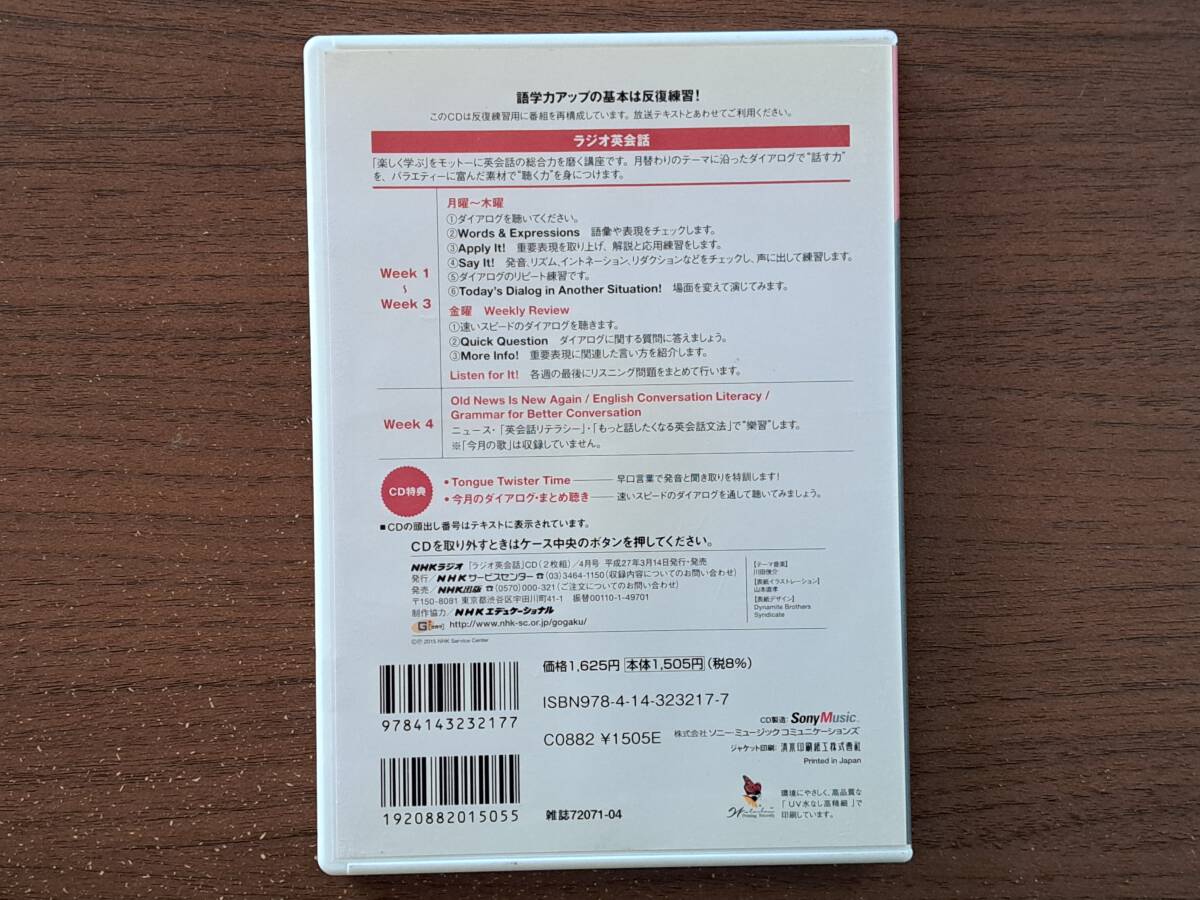 語学力アップの基本は反復練習！
このCDは反復練習用に番組を再構成しています。放送テキストとあわせてご利用ください。
ラジオ英会話
「楽しく学ぶ」をモットーに英会話の総合力を磨く講座です。月替わりのテーマに沿ったダイアログで“話す力”
を、バラエティーに富んだ素材で“聴く力”を身につけます。
Week 1
〜
Week 3
月曜〜木曜
①ダイアログを聴いてください。
②Words & Expressions 語彙や表現をチェックします。
③Apply It! 重要表現を取り上げ、解説と応用練習をします。
④Say It! 発音、リズム、イントネーション、リダクションなどをチェックし、声に出して練習します。
⑤ダイアログのリピート練習です。
⑥Today's Dialog in Another Situation! 場面を変えて演じてみます。
金曜 Weekly Review
①速いスピードのダイアログを聴きます。
②Quick Question ダイアログに関する質問に答えましょう。
③More Info! 重要表現に関連した言い方を紹介します。
Listen for It! 各週の最後にリスニング問題をまとめて行います。
Week 4
Old News Is New Again / English Conversation Literacy /
Grammar for Better Conversation
ニュース・「英会話リテラシー」・「もっと話したくなる英会話文法」で“樂習”します。
※「今月の歌」は収録していません。
CD特典
• Tongue Twister Time 早口言葉で発音と聞き取りを特訓します！
• 今月のダイアログ・まとめ聴き 速いスピードのダイアログを通して聴いてみましょう。
■CDの頭出し番号はテキストに表示されています。
CDを取り外すときはケース中央のボタンを押してください。
NHKラジオ「ラジオ英会話」CD（2枚組）／4月号 平成27年3月14日発行・発売
発行／NHKサービスセンター ☎(03)3464-1150（収録内容についてのお問い合わせ）
発売／NHK出版 ☎(0570)000-321（ご注文についてのお問い合わせ）
〒150-8081 東京都渋谷区宇田川町41-1 振替00110-1-49701
制作協力／NHKエデュケーショナル
http://www.nhk-sc.or.jp/gogaku/
©℗ 2015 NHK Service Center
【テーマ音楽】
川田俊介
【表紙イラストレーション】
山本直孝
【表紙デザイン】
Dynamite Brothers
Syndicate
価格1,625円 本体1,505円（税8%）
9784143232177
ISBN978-4-14-323217-7
C0882 ¥1505E
CD製造: SonyMusic
株式会社 ソニー・ミュージックコミュニケーションズ
ジャケット印刷: 清水印刷紙工株式会社
Printed in Japan
1920882015055
雑誌72071-04
環境にやさしく、高品質な
「UV水なし高精細」で
印刷しています。